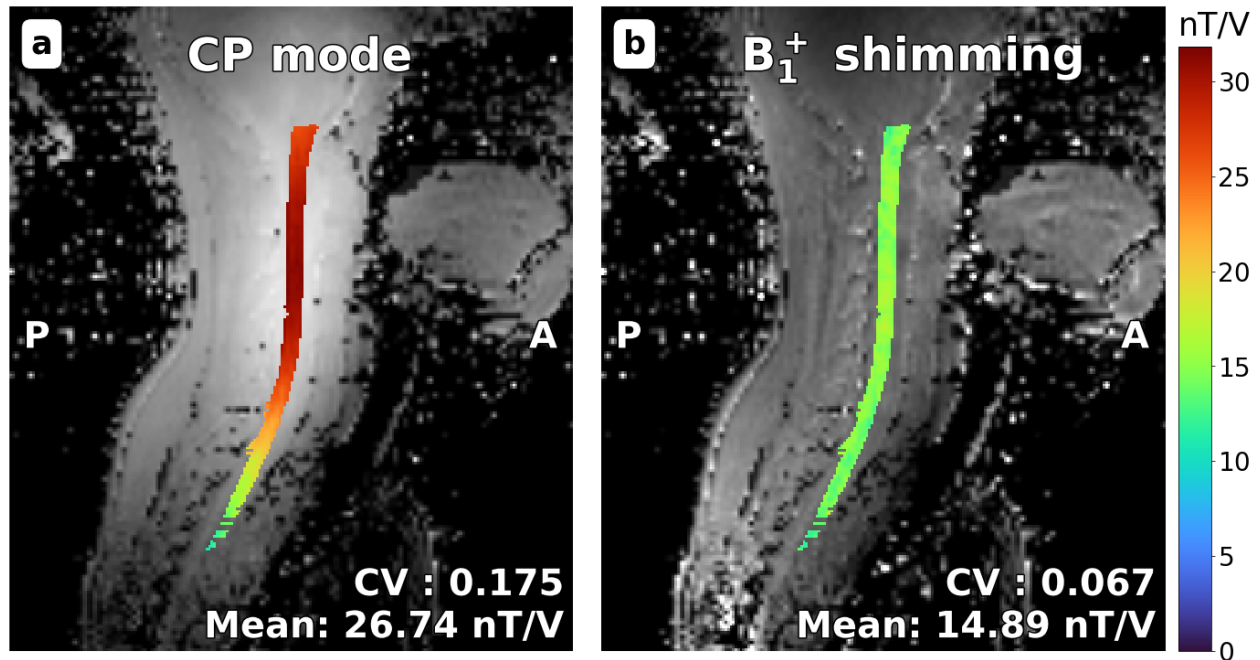 a
CP mode
P
A
CV : 0.175
Mean: 26.74 nT/V
b
B₁⁺ shimming
P
A
CV : 0.067
Mean: 14.89 nT/V
nT/V
30
25
20
15
10
5
0